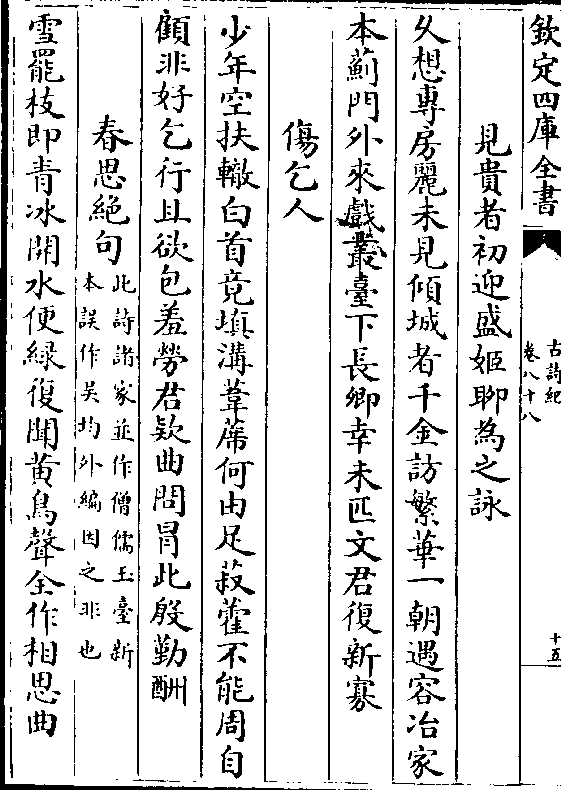 欽定四庫全書
古詩紀
卷八十八
十五
見貴者初迎盛姬聊為之詠
久想專房麗未見傾城者千金訪繁華一朝遇容冶家
本薊門外來戲叢臺下長卿幸未匹文君復新寡
傷乞人
少年空扶轍白首竟填溝葦蓆何由足菽藿不能周自
顧非好乞行且欲包羞勞君欵曲問冐此殷勤酬
春思絶句
此詩諸家並作僧儒玉臺新
本誤作吴均外編因之非也
雪罷枝即青冰開水便緑復聞黄鳥聲全作相思曲